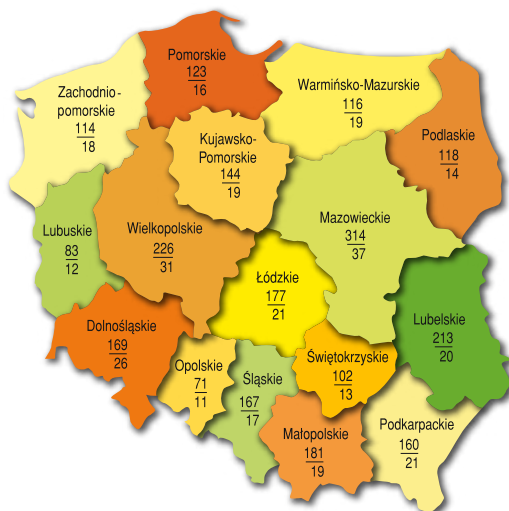 Pomorskie
123
16
Zachodnio-
pomorskie
114
18
Warmińsko-Mazurskie
116
19
Podlaskie
118
14
Kujawsko-
Pomorskie
144
19
Lubuskie
83
12
Wielkopolskie
226
31
Mazowieckie
314
37
Łódzkie
177
21
Lubelskie
213
20
Dolnośląskie
169
26
Opolskie
71
11
Śląskie
167
17
Świętokrzyskie
102
13
Małopolskie
181
19
Podkarpackie
160
21